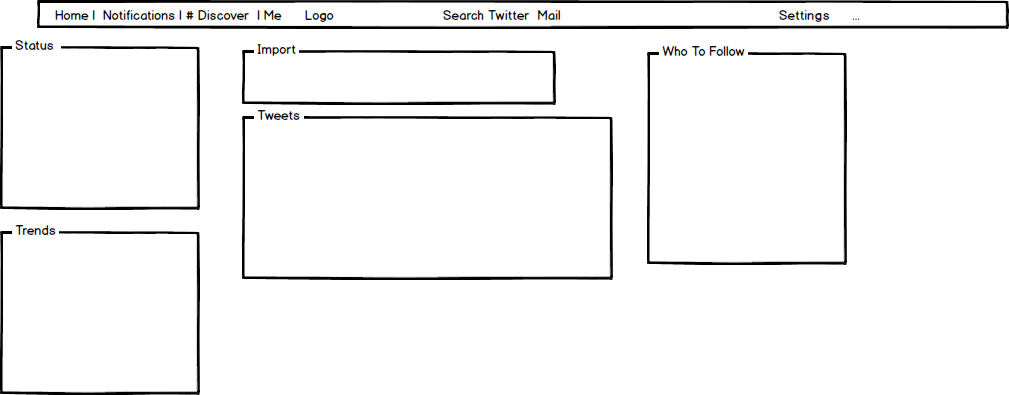 Home I Notifications I # Discover I Me Logo Search Twitter Mail Settings ...
Status
Import
Who To Follow
Tweets
Trends